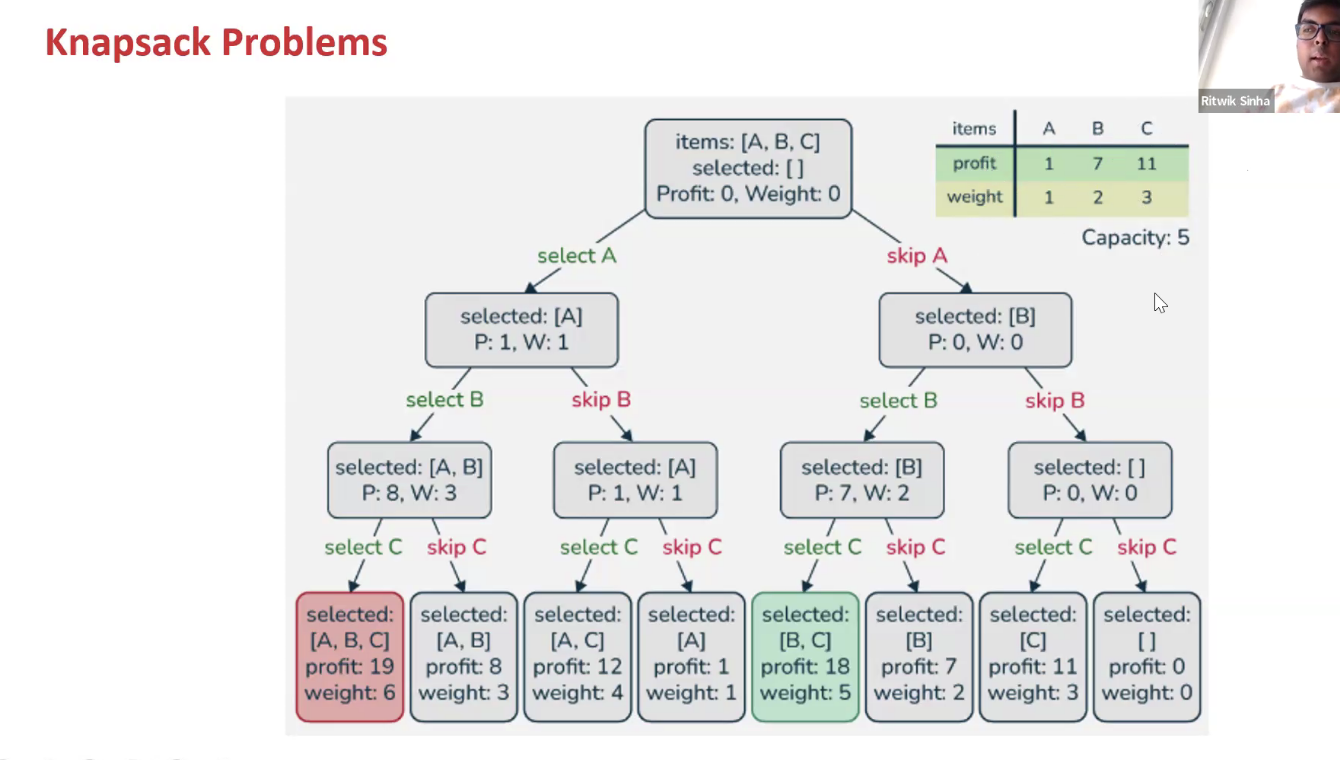 Knapsack Problems
Ritwik Sinha
items: [A, B, C]
selected: [ ]
Profit: 0, Weight: 0
items A B C
profit 1 7 11
weight 1 2 3
Capacity: 5
select A
skip A
selected: [A]
P: 1, W: 1
selected: [B]
P: 0, W: 0
select B
skip B
select B
skip B
selected: [A, B]
P: 8, W: 3
selected: [A]
P: 1, W: 1
selected: [B]
P: 7, W: 2
selected: [ ]
P: 0, W: 0
select C
skip C
select C
skip C
select C
skip C
select C
skip C
selected:
[A, B, C]
profit: 19
weight: 6
selected:
[A, B]
profit: 8
weight: 3
selected:
[A, C]
profit: 12
weight: 4
selected:
[A]
profit: 1
weight: 1
selected:
[B, C]
profit: 18
weight: 5
selected:
[B]
profit: 7
weight: 2
selected:
[C]
profit: 11
weight: 3
selected:
[ ]
profit: 0
weight: 0